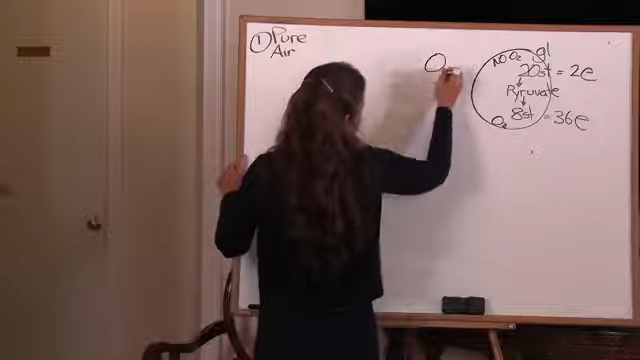 ① Pure
Air
O
NO O₂
gl
20st = 2e
Pyruvate
8st = 36e
O₂